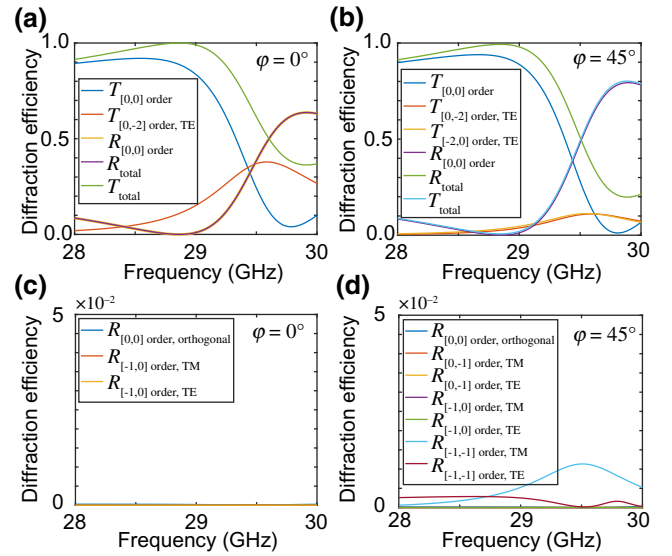 (a)
Diffraction efficiency
1.0
0.5
0.0
φ = 0°
T[0,0] order
T[0,-2] order, TE
R[0,0] order
Rtotal
Ttotal
28 29 30
Frequency (GHz)
(b)
Diffraction efficiency
1.0
0.5
0.0
φ = 45°
T[0,0] order
T[0,-2] order, TE
T[-2,0] order, TE
R[0,0] order
Rtotal
Ttotal
28 29 30
Frequency (GHz)
(c)
×10⁻²
Diffraction efficiency
5
0
φ = 0°
R[0,0] order, orthogonal
R[-1,0] order, TM
R[-1,0] order, TE
28 29 30
Frequency (GHz)
(d)
×10⁻²
Diffraction efficiency
5
0
φ = 45°
R[0,0] order, orthogonal
R[0,-1] order, TM
R[0,-1] order, TE
R[-1,0] order, TM
R[-1,0] order, TE
R[-1,-1] order, TM
R[-1,-1] order, TE
28 29 30
Frequency (GHz)